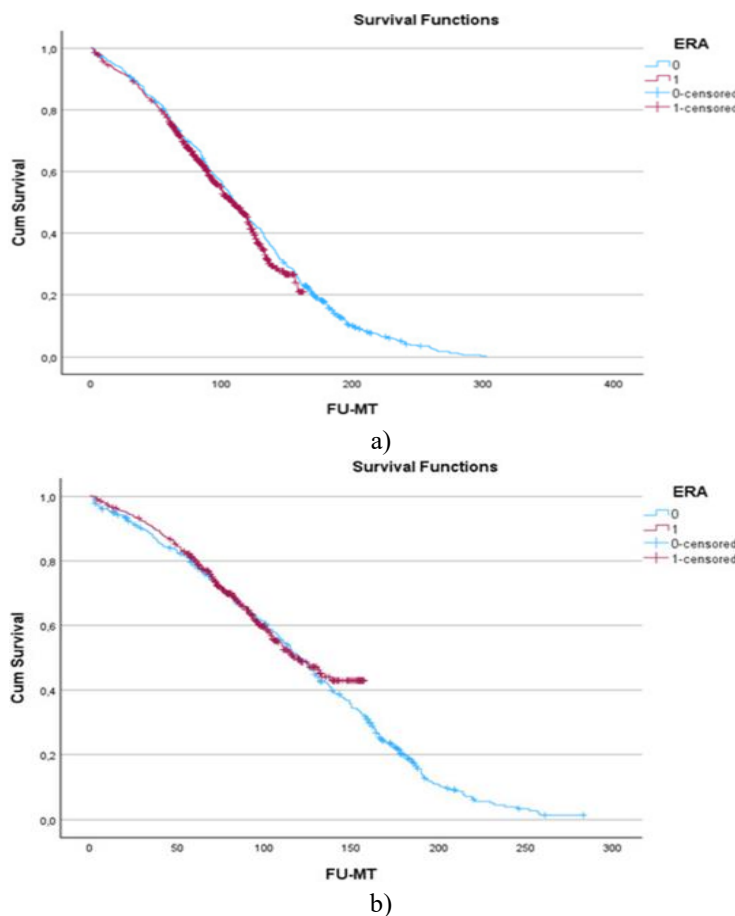 Survival Functions
ERA
0
1
0-censored
1-censored
Cum Survival
1,0
0,8
0,6
0,4
0,2
0,0
0 100 200 300 400
FU-MT
a)
Survival Functions
ERA
0
1
0-censored
1-censored
Cum Survival
1,0
0,8
0,6
0,4
0,2
0,0
0 50 100 150 200 250 300
FU-MT
b)